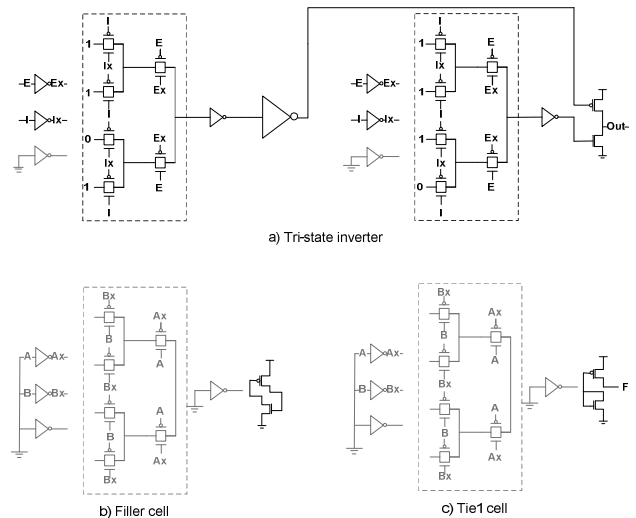 I
1
Ix
1
I
0
Ix
1
I
E
Ex
Ex
E
E Ex
I Ix
I
1
Ix
1
I
1
Ix
0
I
E
Ex
Ex
E
E Ex
I Ix
Out
a) Tri-state inverter
Bx
B
Bx
B
Bx
Ax
A
A
Ax
A Ax
B Bx
Bx
B
Bx
B
Bx
Ax
A
A
Ax
A Ax
B Bx
F
b) Filler cell
c) Tie1 cell